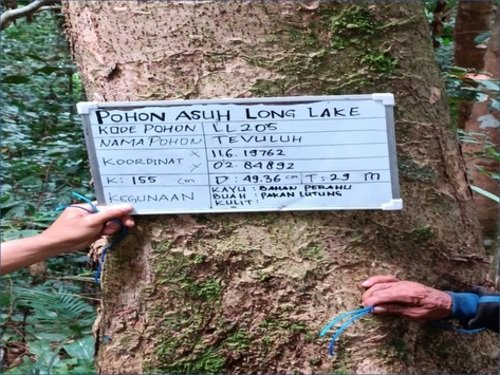 POHON ASUH LONG LAKE
KODE POHON LL205
NAMA POHON TEVULUH
KOORDINAT X 116.19762
Y 02.84892
K: 155 cm D: 49.36 cm T: 29 M
KEGUNAAN KAYU: BAHAN PERAHU
BUAH: PAKAN LUTUNG
KULIT: